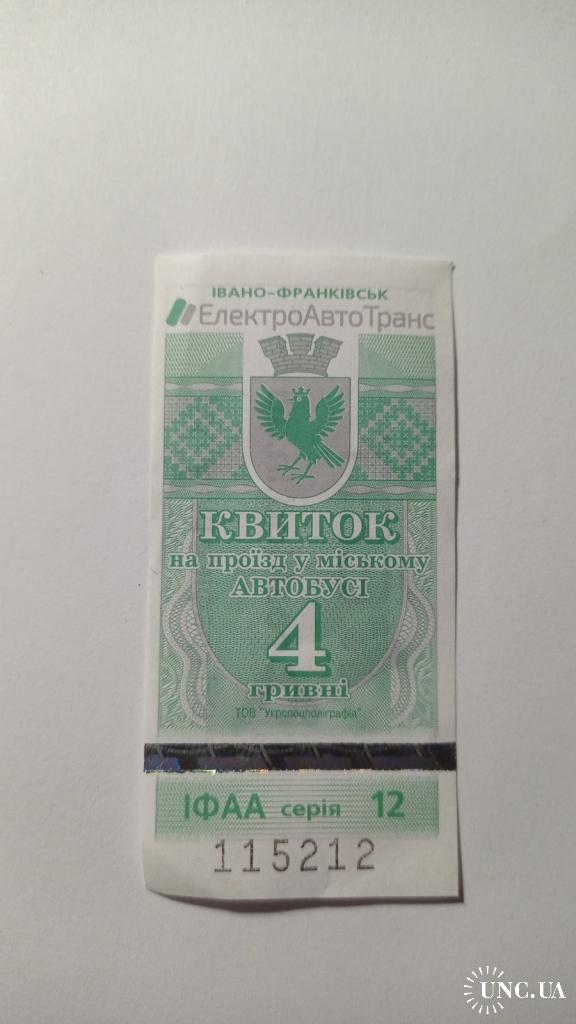 ІВАНО-ФРАНКІВСЬК
ЕлектроАвтоТранс
КВИТОК
на проїзд у міському
АВТОБУСІ
4
гривні
ТОВ "Укрспецполіграфія"
ІФАА серія 12
115212
UNC.UA